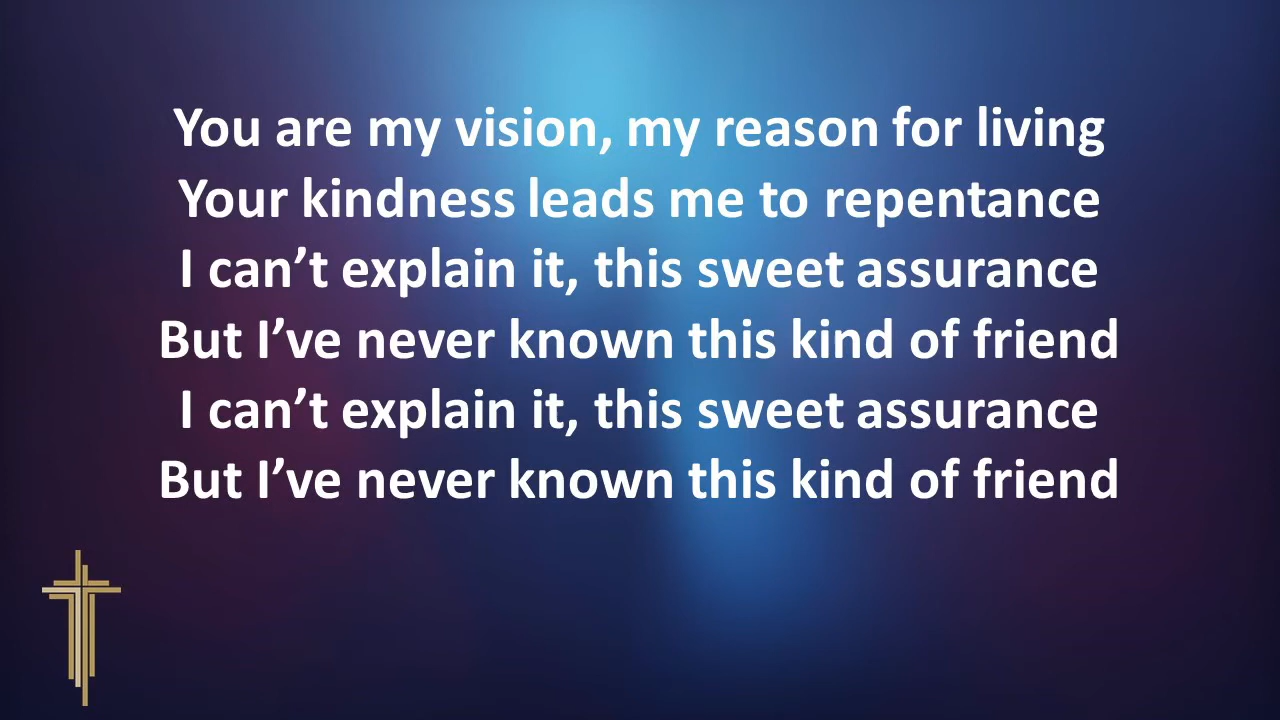 You are my vision, my reason for living
Your kindness leads me to repentance
I can’t explain it, this sweet assurance
But I’ve never known this kind of friend
I can’t explain it, this sweet assurance
But I’ve never known this kind of friend